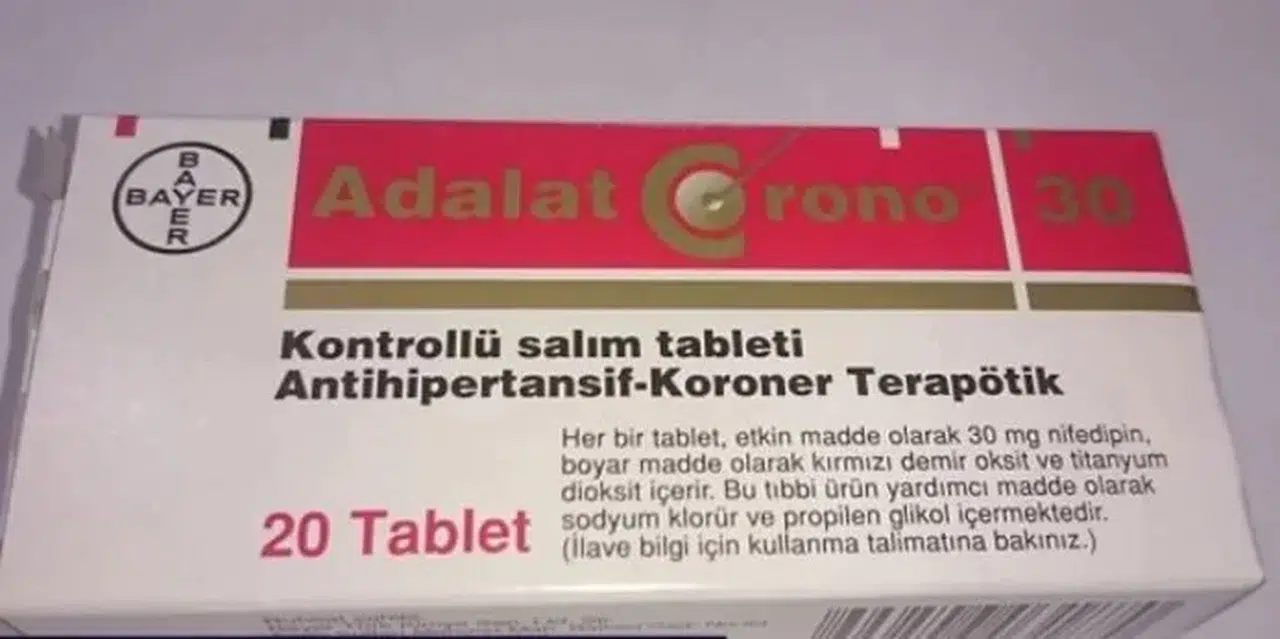 BAYER
BAYER
Adalat Crono 30
Kontrollü salım tableti
Antihipertansif-Koroner Terapötik
Her bir tablet, etkin madde olarak 30 mg nifedipin,
boyar madde olarak kırmızı demir oksit ve titanyum
dioksit içerir. Bu tıbbi ürün yardımcı madde olarak
sodyum klorür ve propilen glikol içermektedir.
(İlave bilgi için kullanma talimatına bakınız.)
20 Tablet